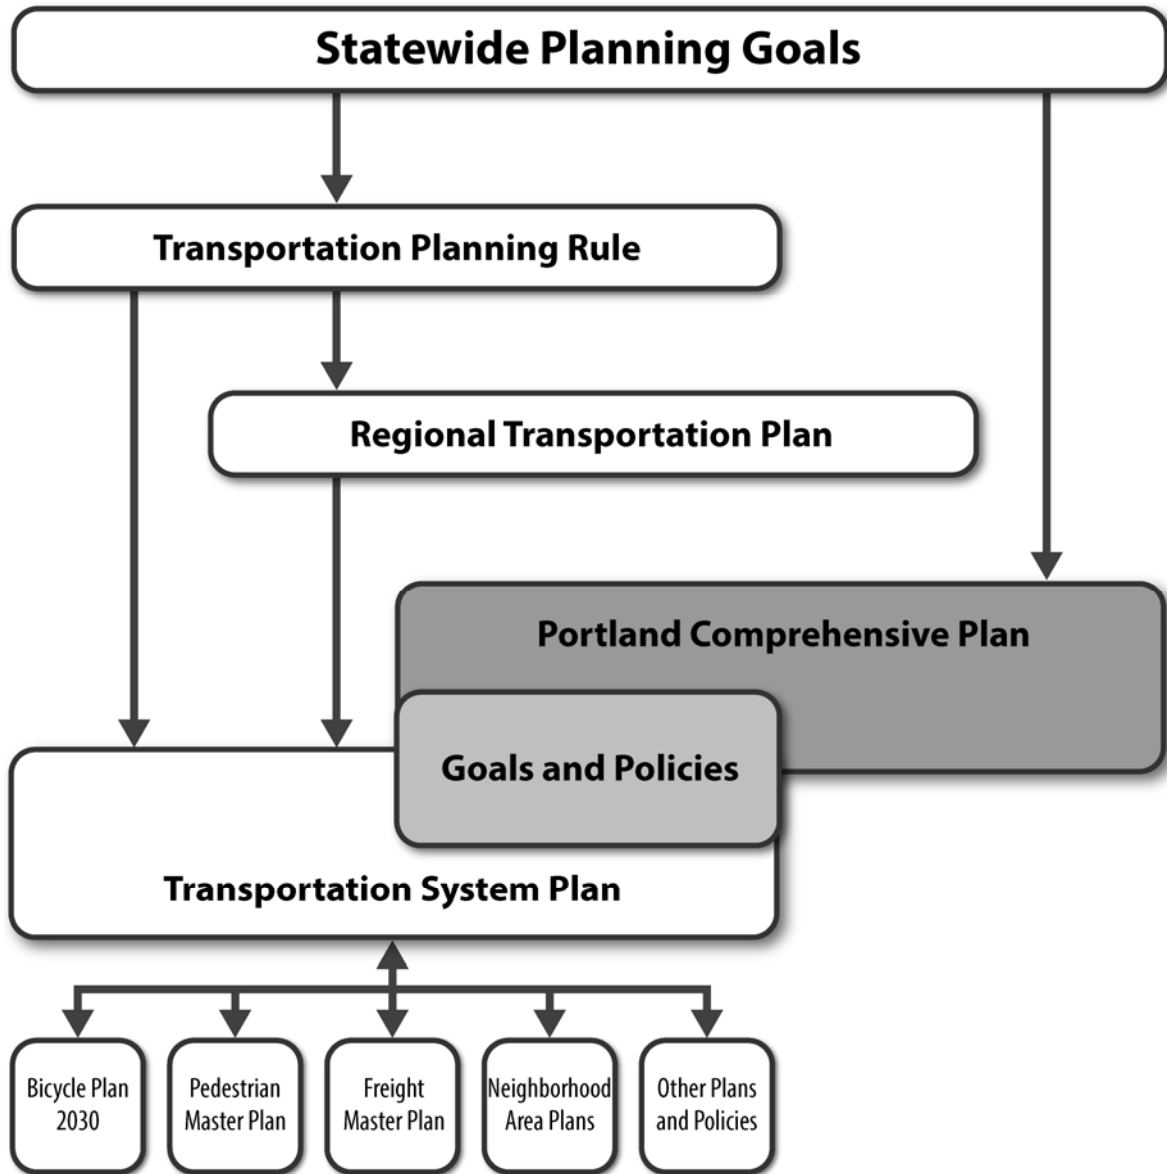 Statewide Planning Goals
Transportation Planning Rule
Regional Transportation Plan
Portland Comprehensive Plan
Goals and Policies
Transportation System Plan
Bicycle Plan
2030
Pedestrian
Master Plan
Freight
Master Plan
Neighborhood
Area Plans
Other Plans
and Policies